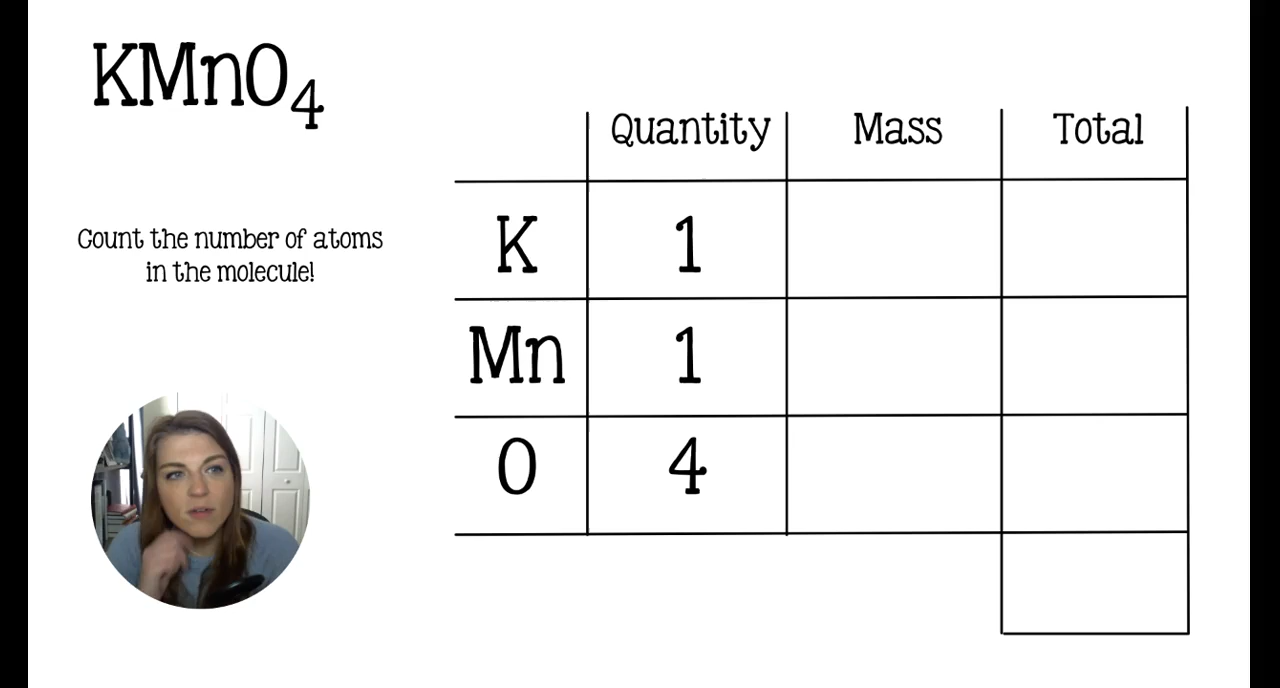 KMnO₄
Count the number of atoms
in the molecule!
Quantity Mass Total
K 1
Mn 1
O 4